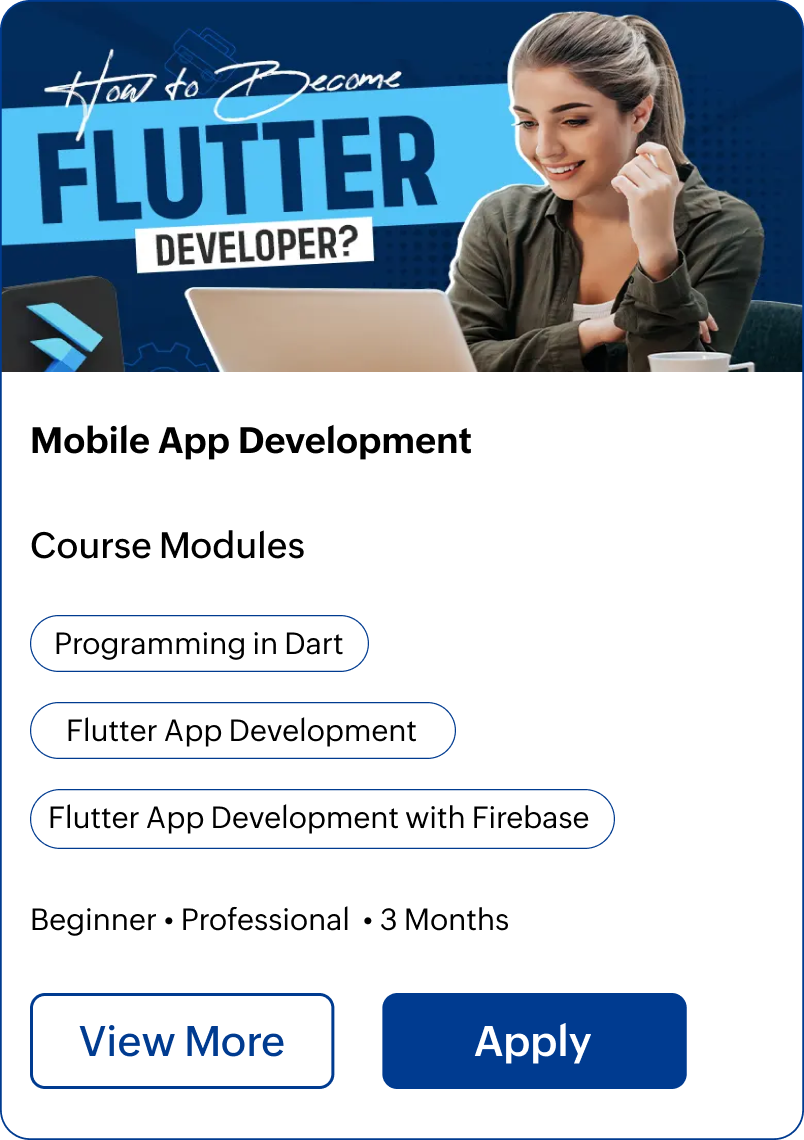 How to Become
FLUTTER
DEVELOPER?
Mobile App Development
Course Modules
Programming in Dart
Flutter App Development
Flutter App Development with Firebase
Beginner • Professional • 3 Months
View More
Apply